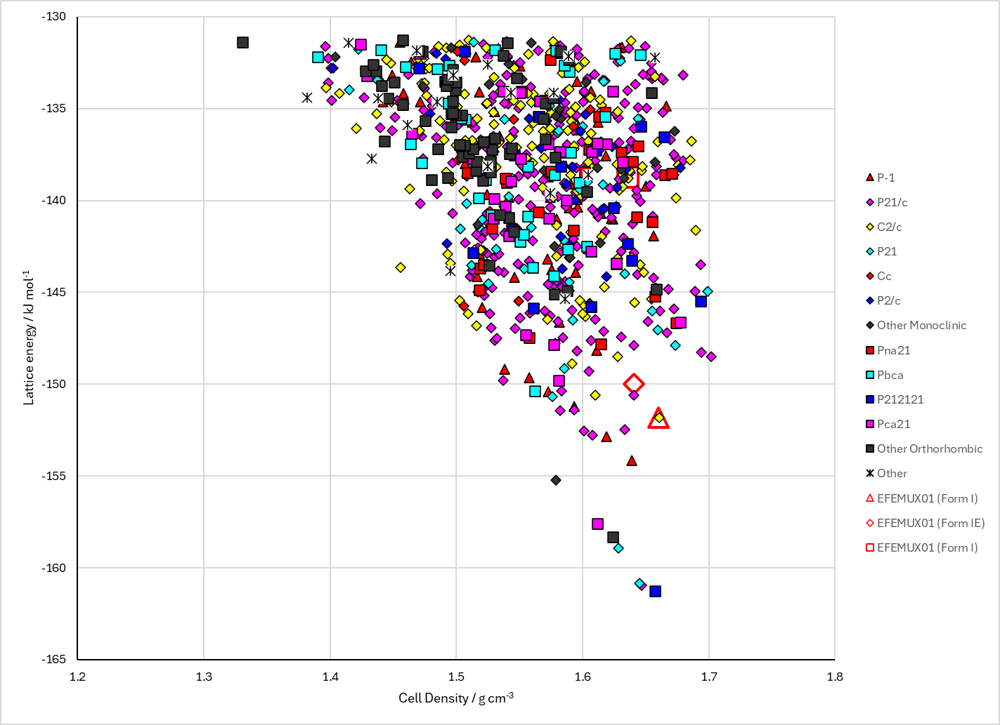 -130
-135
-140
-145
-150
-155
-160
-165
Lattice energy / kJ mol-1
1.2 1.3 1.4 1.5 1.6 1.7 1.8
Cell Density / g cm-3
P-1
P21/c
C2/c
P21
Cc
P2/c
Other Monoclinic
Pna21
Pbca
P212121
Pca21
Other Orthorhombic
Other
EFEMUX01 (Form I)
EFEMUX01 (Form IE)
EFEMUX01 (Form I)